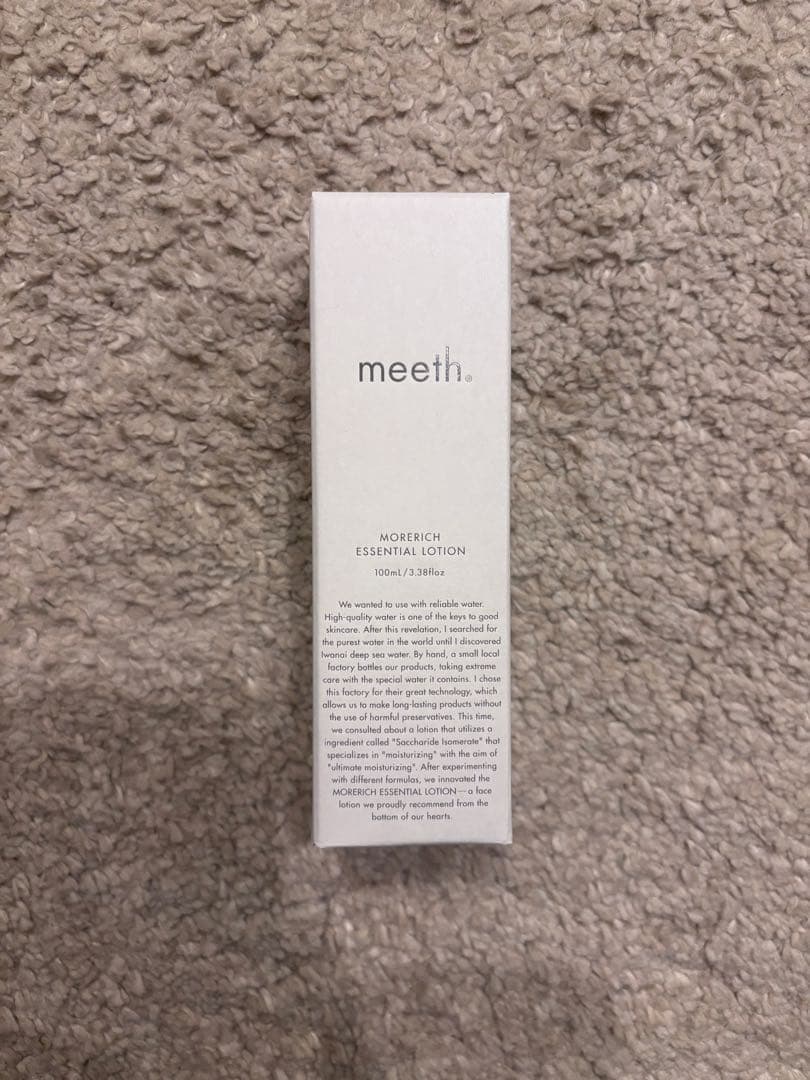 meeth®
MORERICH
ESSENTIAL LOTION
100mL/3.38floz
We wanted to use with reliable water.
High-quality water is one of the keys to good
skincare. After this revelation, I searched for
the purest water in the world until I discovered
Iwanai deep sea water. By hand, a small local
factory bottles our products, taking extreme
care with the special water it contains. I chose
this factory for their great technology, which
allows us to make long-lasting products without
the use of harmful preservatives. This time,
we consulted about a lotion that utilizes a
ingredient called "Saccharide Isomerate" that
specializes in "moisturizing" with the aim of
"ultimate moisturizing". After experimenting
with different formulas, we innovated the
MORERICH ESSENTIAL LOTION—a face
lotion we proudly recommend from the
bottom of our hearts.